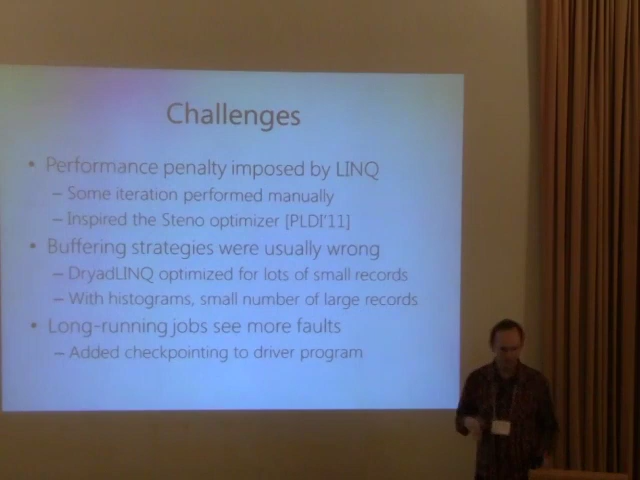 Challenges
• Performance penalty imposed by LINQ
– Some iteration performed manually
– Inspired the Steno optimizer [PLDI'11]
• Buffering strategies were usually wrong
– DryadLINQ optimized for lots of small records
– With histograms, small number of large records
• Long-running jobs see more faults
– Added checkpointing to driver program